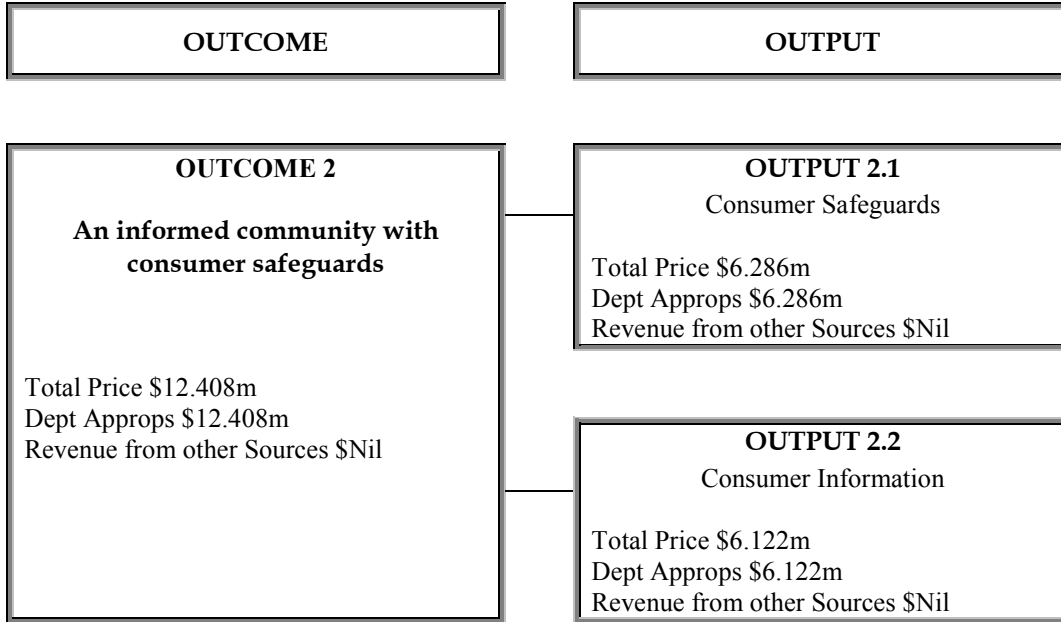 OUTCOME
OUTPUT
OUTCOME 2
An informed community with
consumer safeguards
Total Price $12.408m
Dept Approps $12.408m
Revenue from other Sources $Nil
OUTPUT 2.1
Consumer Safeguards
Total Price $6.286m
Dept Approps $6.286m
Revenue from other Sources $Nil
OUTPUT 2.2
Consumer Information
Total Price $6.122m
Dept Approps $6.122m
Revenue from other Sources $Nil